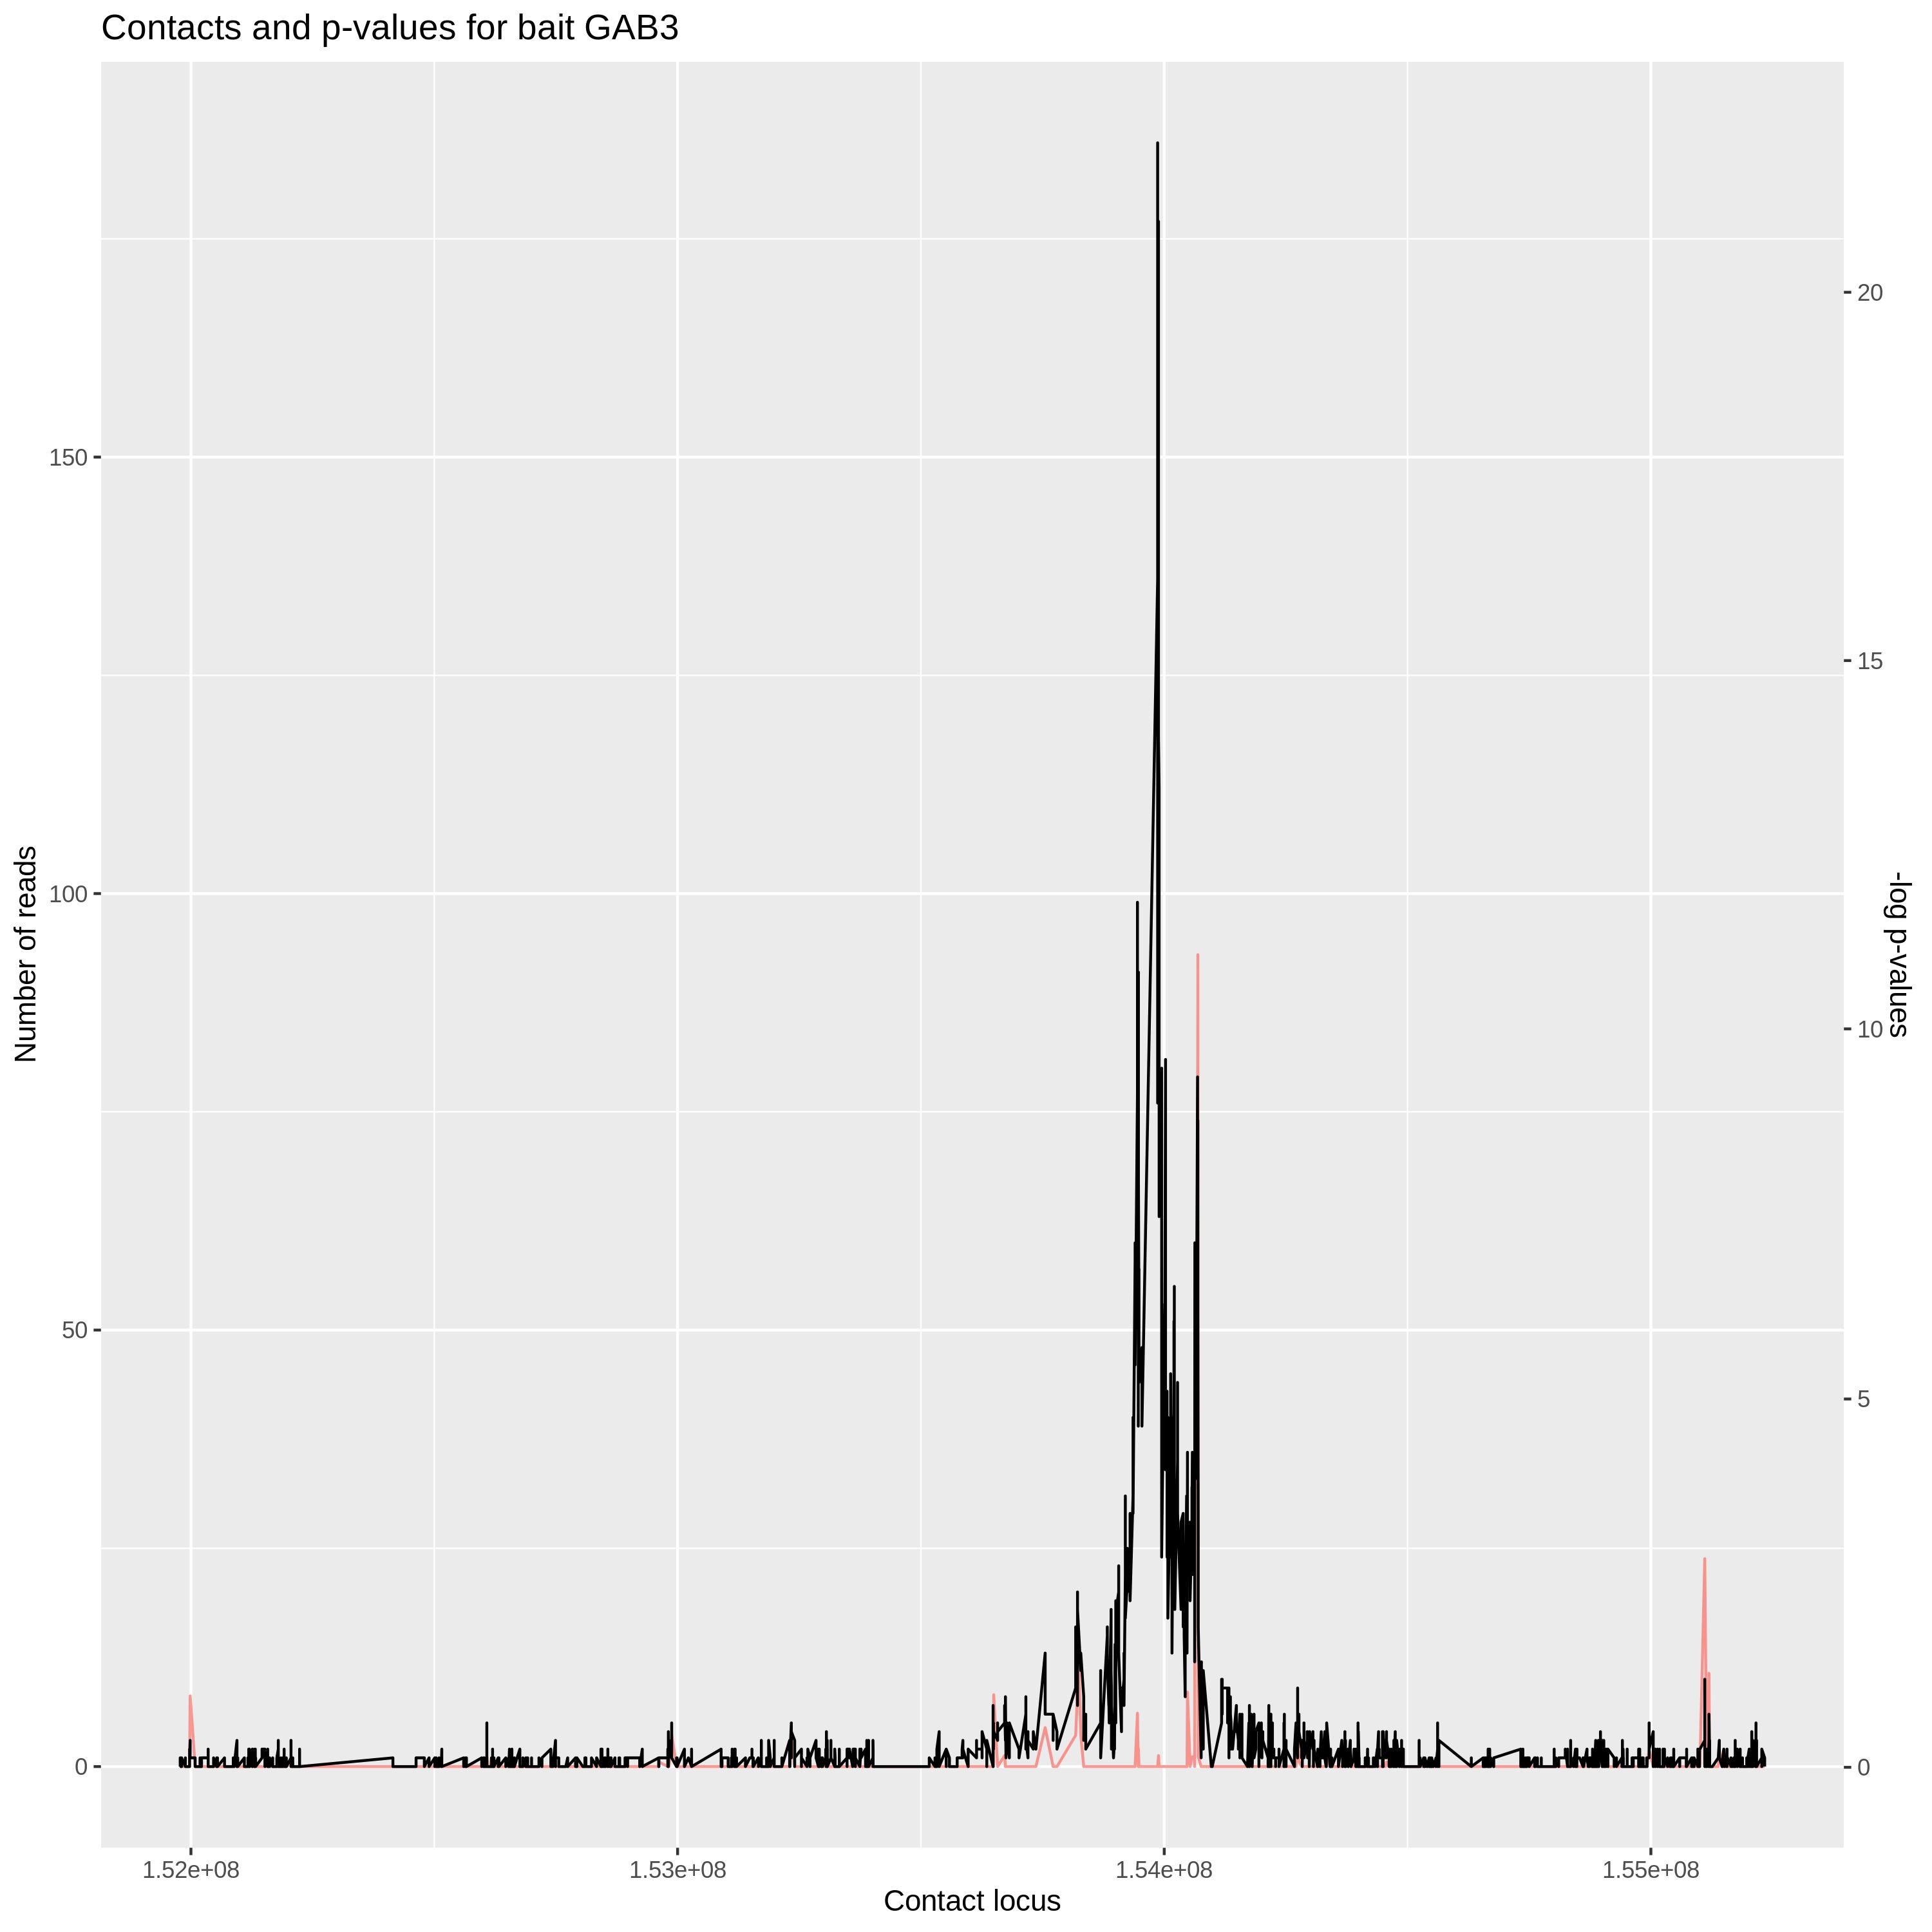 Contacts and p-values for bait GAB3
150
100
50
0
Number of reads
20
15
10
5
0
-log p-values
1.52e+08
1.53e+08
1.54e+08
1.55e+08
Contact locus